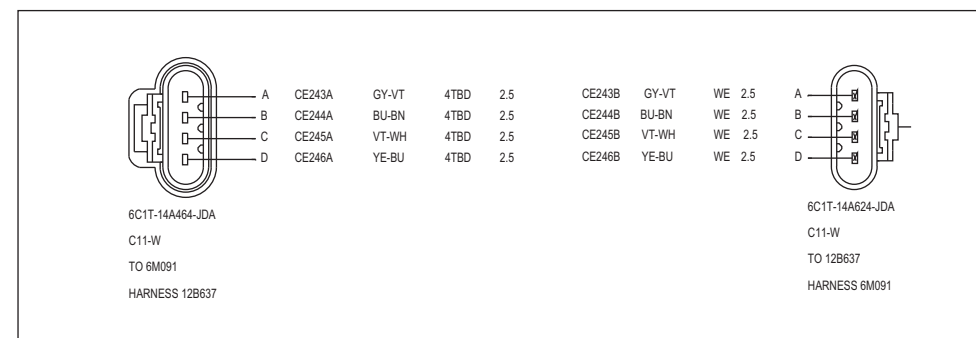 A CE243A GY-VT 4TBD 2.5 CE243B GY-VT WE 2.5 A
B CE244A BU-BN 4TBD 2.5 CE244B BU-BN WE 2.5 B
C CE245A VT-WH 4TBD 2.5 CE245B VT-WH WE 2.5 C
D CE246A YE-BU 4TBD 2.5 CE246B YE-BU WE 2.5 D
6C1T-14A464-JDA
C11-W
TO 6M091
HARNESS 12B637
6C1T-14A624-JDA
C11-W
TO 12B637
HARNESS 6M091